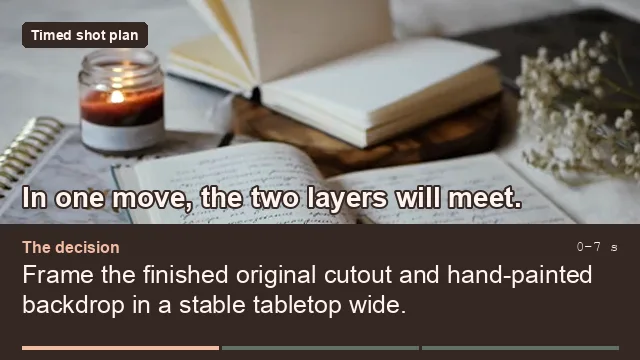 Timed shot plan
In one move, the two layers will meet.
The decision
0–7 s
Frame the finished original cutout and hand-painted
backdrop in a stable tabletop wide.